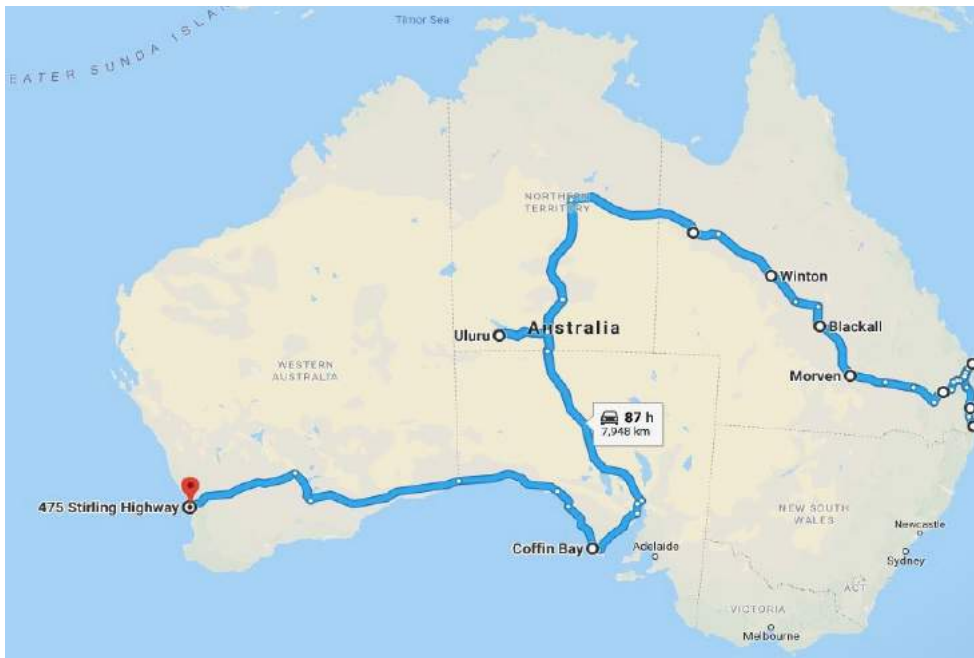 Timor Sea
EATER SUNDA ISLAN
NORTHERN
TERRITORY
Winton
Uluru
Australia
Blackall
WESTERN
AUSTRALIA
Morven
87 h
7,948 km
475 Stirling Highway
NEW SOUTH
WALES
Newcastle
Coffin Bay
Adelaide
Sydney
ACT
VICTORIA
Melbourne